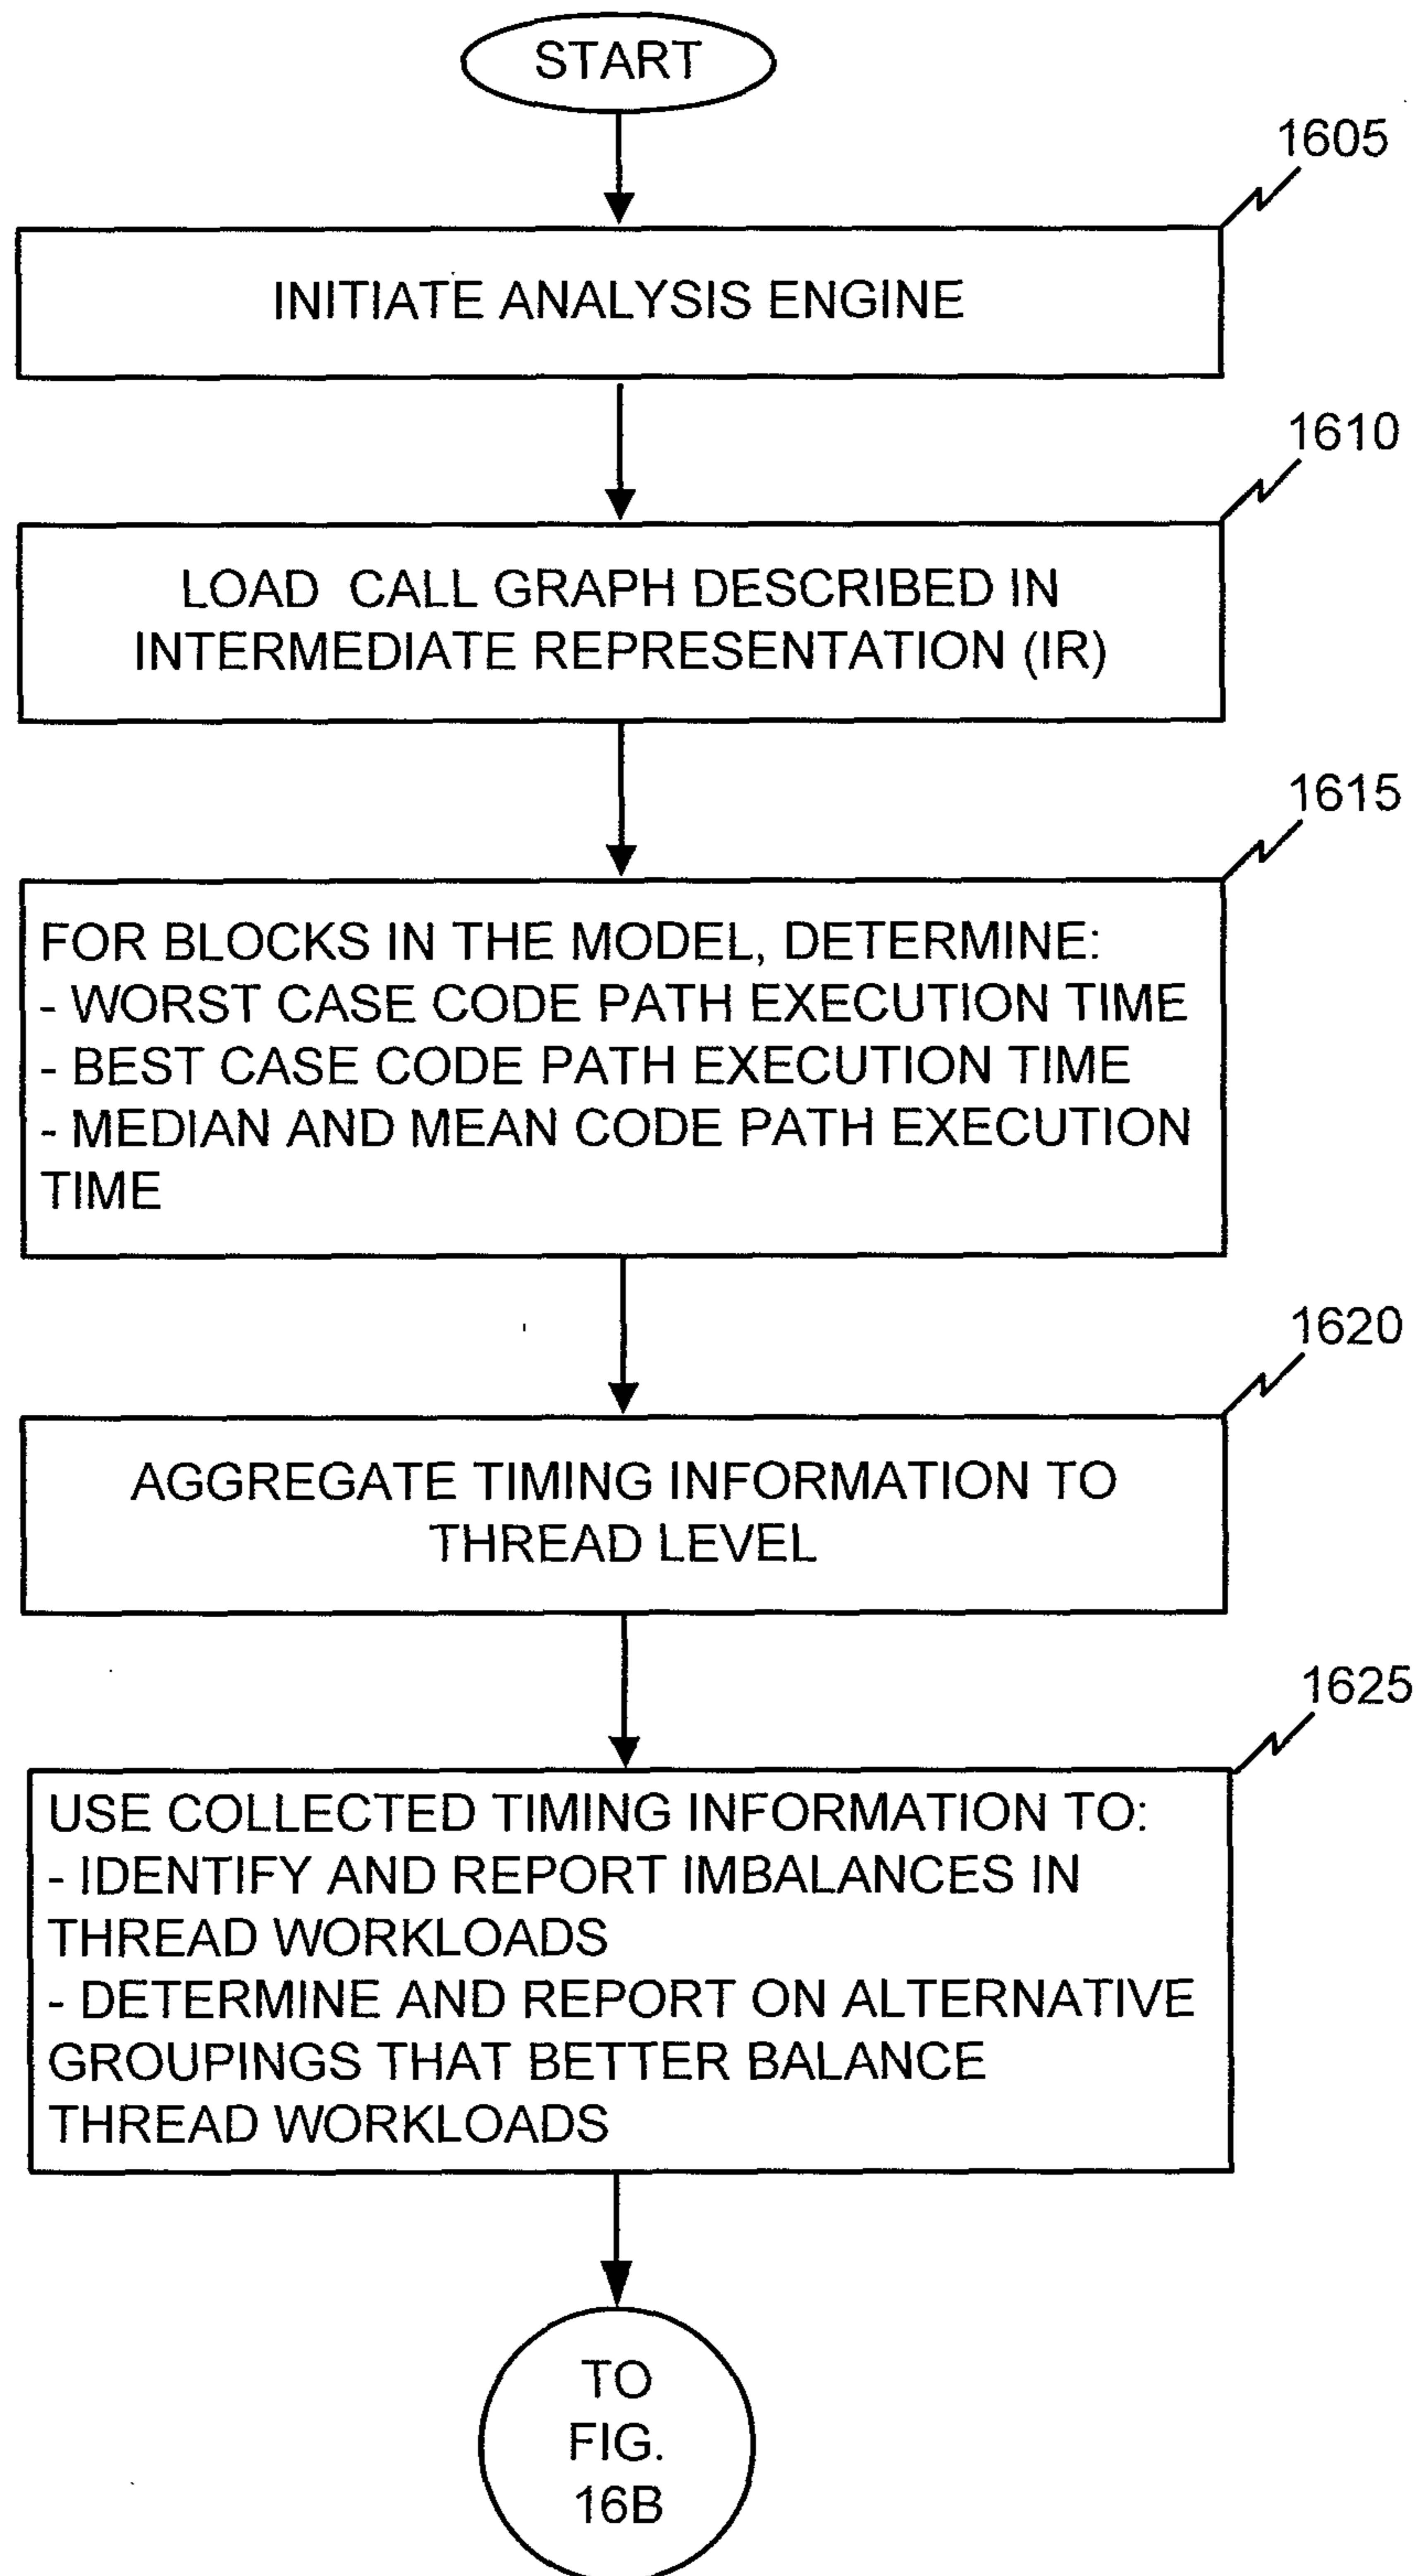 START
1605
INITIATE ANALYSIS ENGINE
1610
LOAD CALL GRAPH DESCRIBED IN
INTERMEDIATE REPRESENTATION (IR)
1615
FOR BLOCKS IN THE MODEL, DETERMINE:
- WORST CASE CODE PATH EXECUTION TIME
- BEST CASE CODE PATH EXECUTION TIME
- MEDIAN AND MEAN CODE PATH EXECUTION
TIME
1620
AGGREGATE TIMING INFORMATION TO
THREAD LEVEL
1625
USE COLLECTED TIMING INFORMATION TO:
- IDENTIFY AND REPORT IMBALANCES IN
THREAD WORKLOADS
- DETERMINE AND REPORT ON ALTERNATIVE
GROUPINGS THAT BETTER BALANCE
THREAD WORKLOADS
TO
FIG.
16B